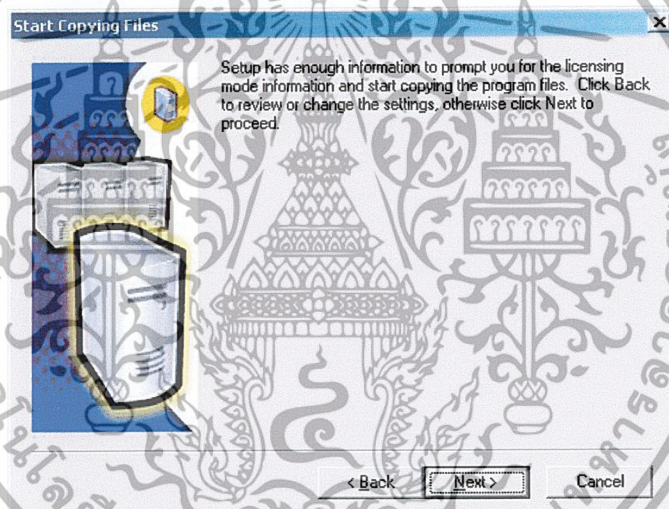 Start Copying Files
Setup has enough information to prompt you for the licensing
mode information and start copying the program files. Click Back
to review or change the settings, otherwise click Next to
proceed.
< Back
Next >
Cancel